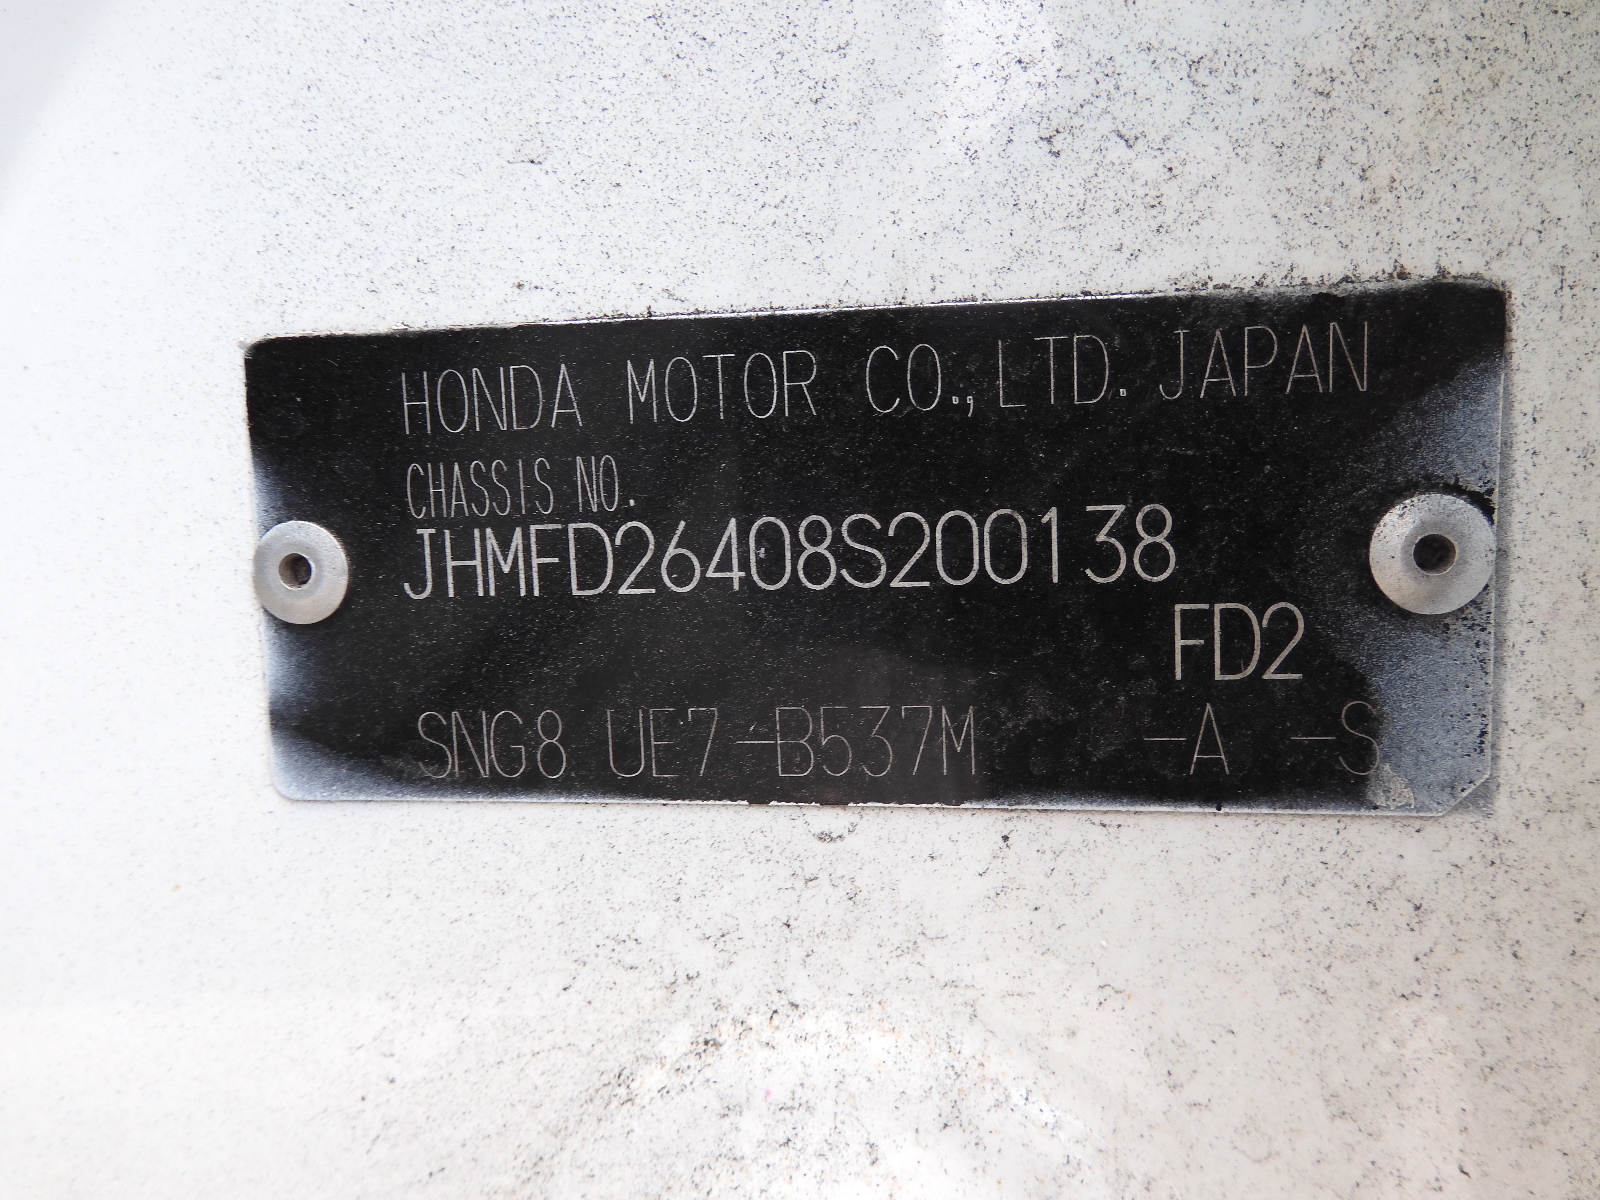 HONDA MOTOR CO., LTD. JAPAN
CHASSIS NO.
JHMFD26408S200138
FD2
SNG8 UE7-B537M -A -S